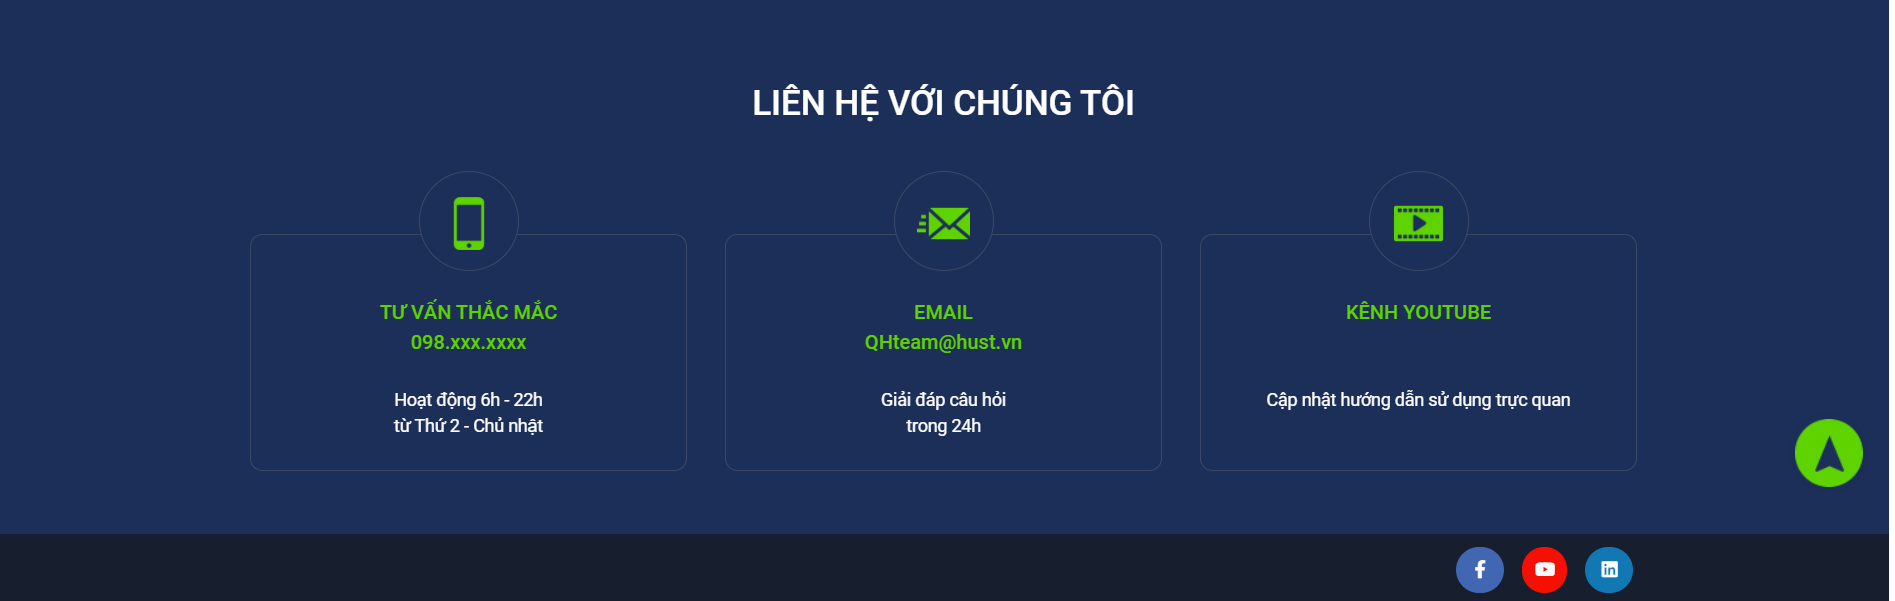 LIÊN HỆ VỚI CHÚNG TÔI
TƯ VẤN THẮC MẮC
098.xxx.xxxx
Hoạt động 6h - 22h
từ Thứ 2 - Chủ nhật
EMAIL
QHteam@hust.vn
Giải đáp câu hỏi
trong 24h
KÊNH YOUTUBE
Cập nhật hướng dẫn sử dụng trực quan